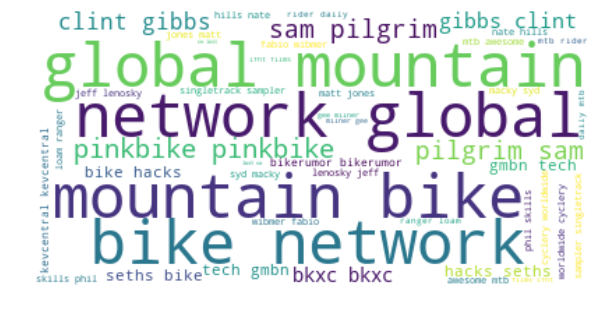 hills nate
rider daily
clint gibbs
sam pilgrim
gibbs clint
jones matt
nate hills
fabio wibmer
mtb awesome
mtb rider
global mountain
jeff lenosky
singletrack sampler
matt jones
macky syd
daily mtb
network global
gee milner
milner gee
loam ranger
pinkbike pinkbike
pilgrim sam
bikerumor bikerumor
gmbn tech
bike hacks
syd macky
lenosky jeff
kevcentral kevcentral
mountain bike
phil skills
cyclery worldwide
worldwide cyclery
sampler singletrack
wibmer fabio
ranger loam
bike network
skills phil
seths bike
tech gmbn
bkxc bkxc
hacks seths
awesome mtb